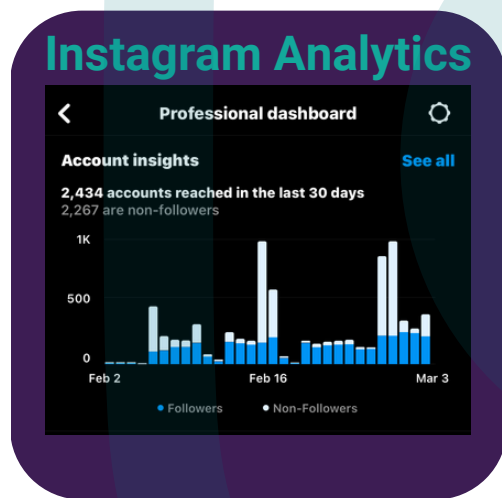 Instagram Analytics
Professional dashboard
Account insights See all
2,434 accounts reached in the last 30 days
2,267 are non-followers
1K
500
0
Feb 2 Feb 16 Mar 3
Followers Non-Followers